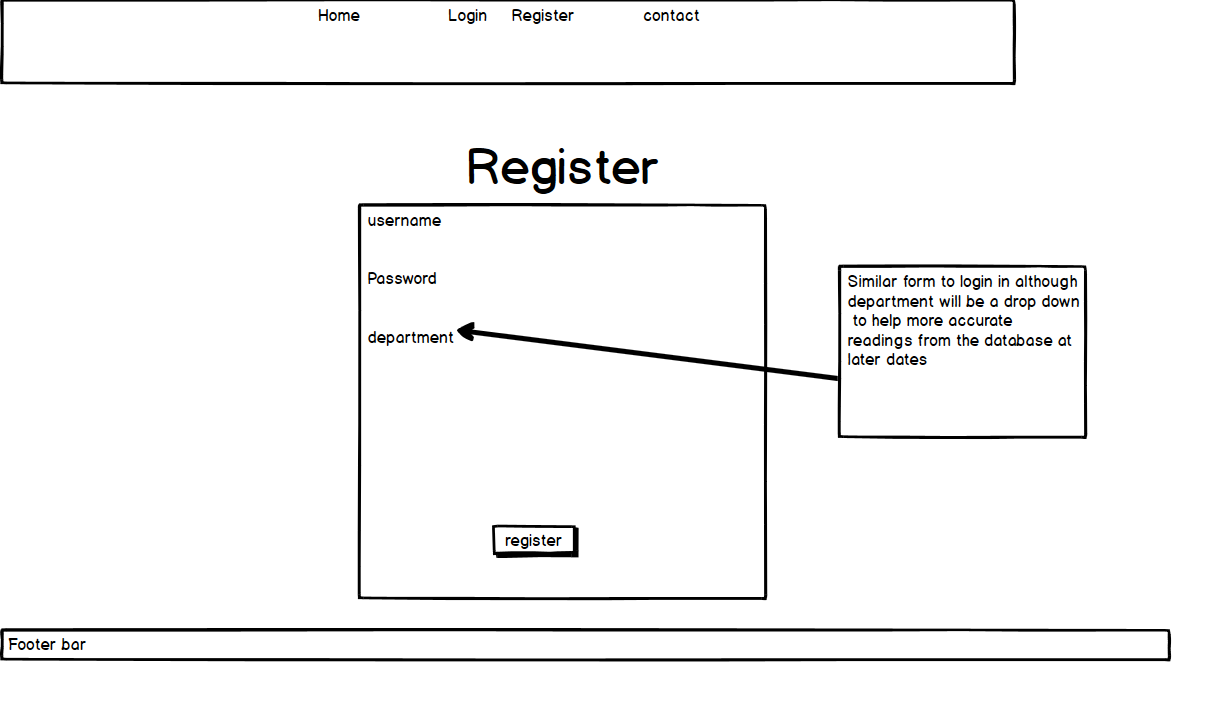 Home Login Register contact
Register
username
Password
department
Similar form to login in although
department will be a drop down
to help more accurate
readings from the database at
later dates
register
Footer bar